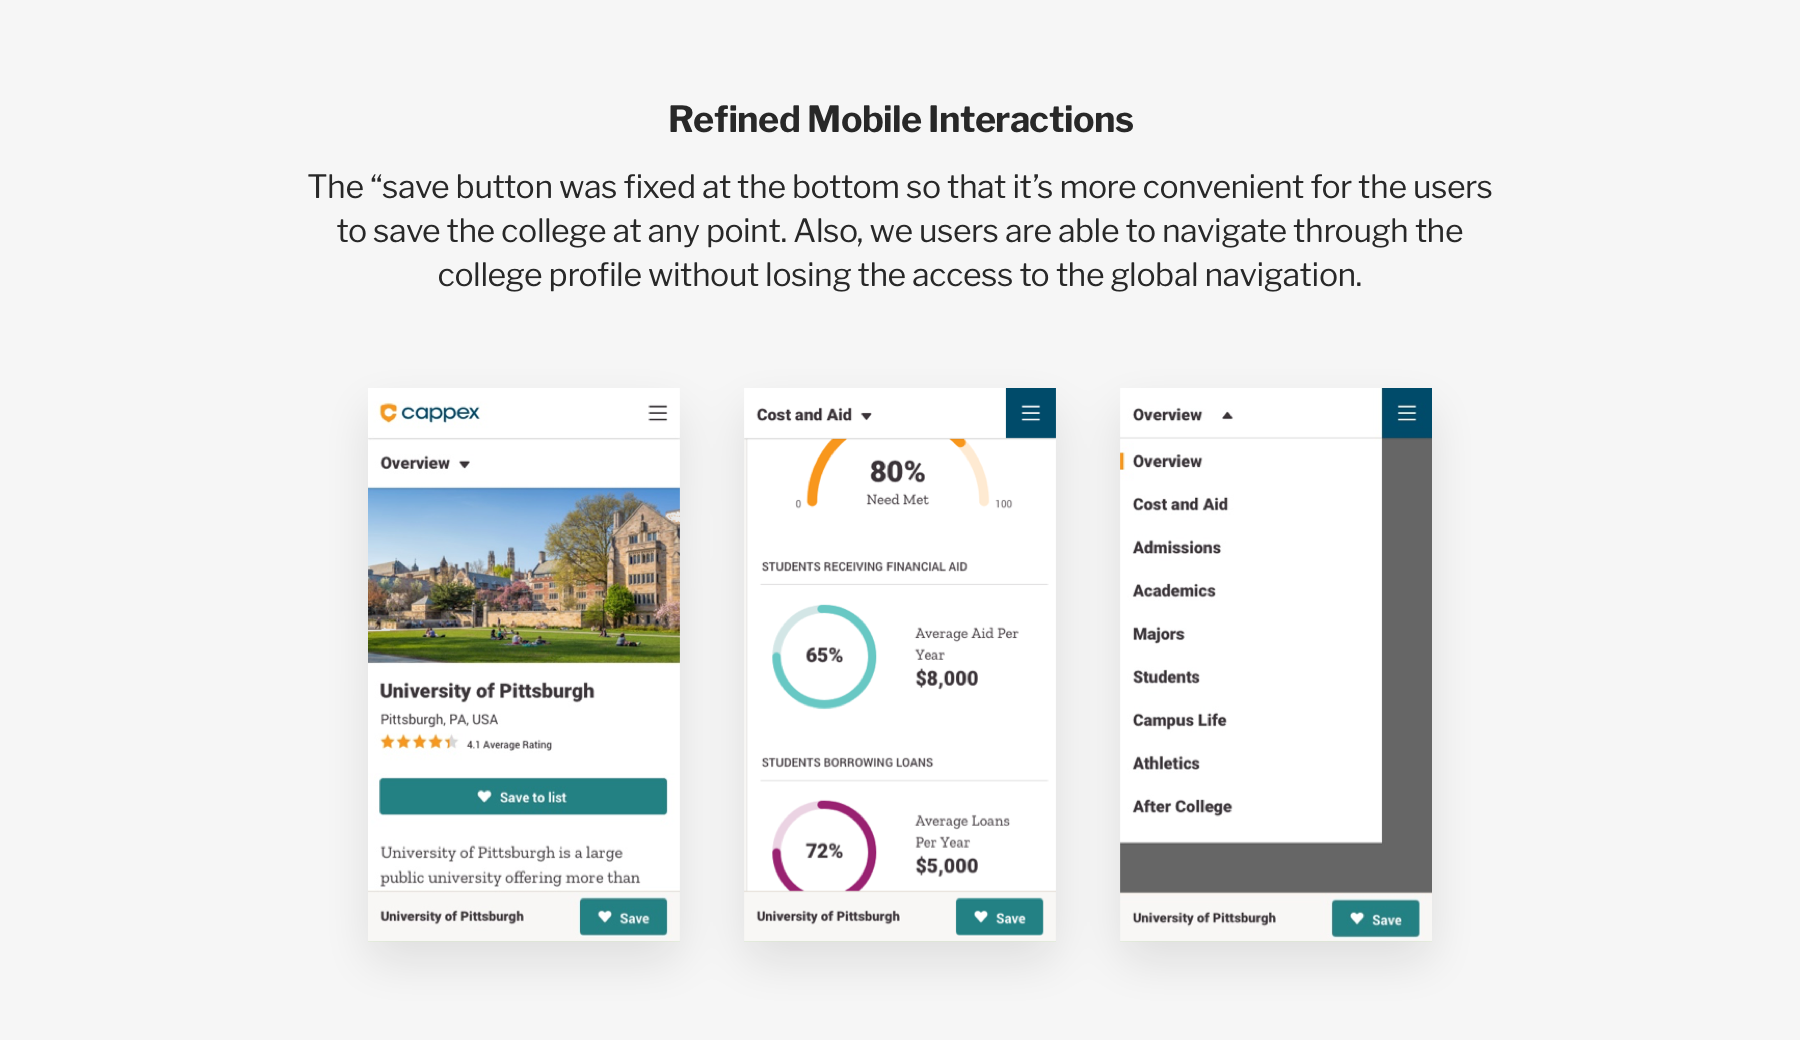 Refined Mobile Interactions
The “save button was fixed at the bottom so that it’s more convenient for the users
to save the college at any point. Also, we users are able to navigate through the
college profile without losing the access to the global navigation.
cappex
Overview
University of Pittsburgh
Pittsburgh, PA, USA
4.1 Average Rating
Save to list
University of Pittsburgh is a large
public university offering more than
University of Pittsburgh
Save
Cost and Aid
80%
Need Met
0
100
STUDENTS RECEIVING FINANCIAL AID
65%
Average Aid Per
Year
$8,000
STUDENTS BORROWING LOANS
72%
Average Loans
Per Year
$5,000
University of Pittsburgh
Save
Overview
Overview
Cost and Aid
Admissions
Academics
Majors
Students
Campus Life
Athletics
After College
University of Pittsburgh
Save